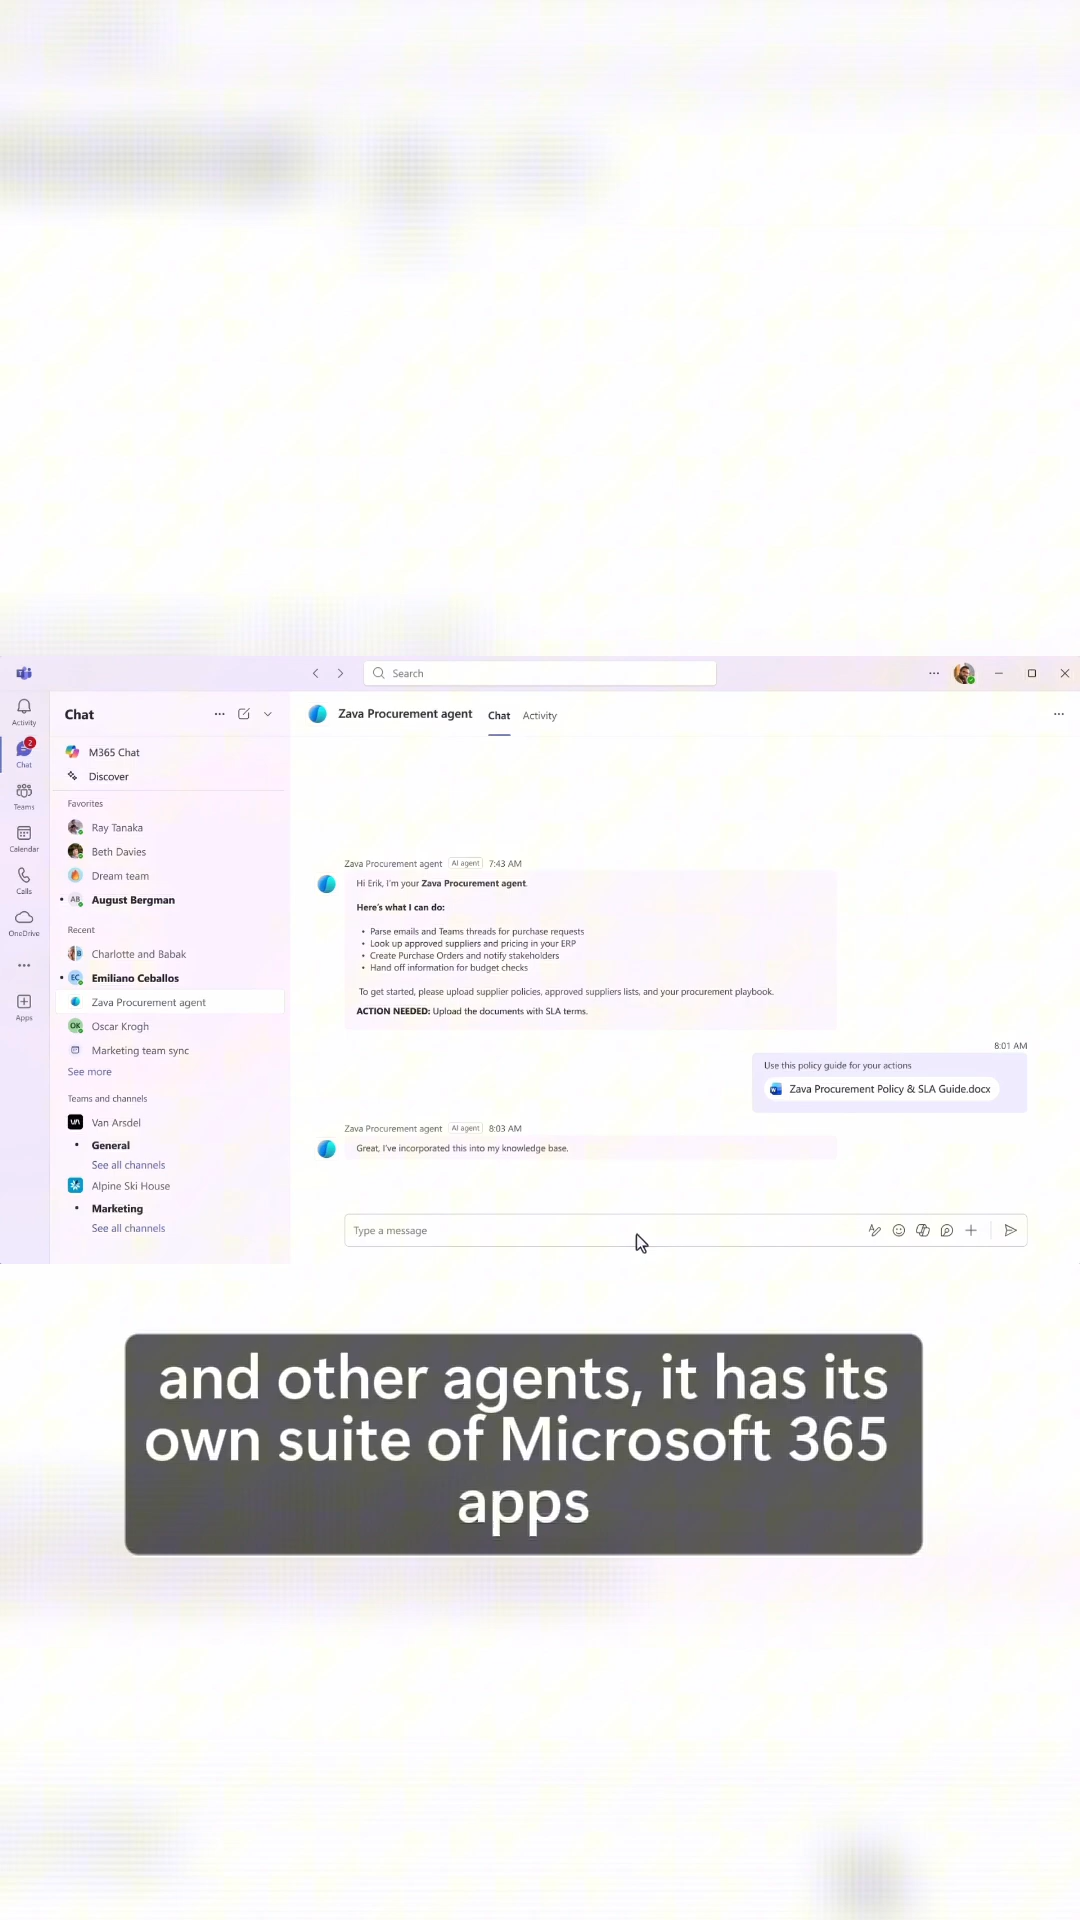 Search
Activity
2
Chat
Teams
Calendar
Calls
OneDrive
Apps
Chat
M365 Chat
Discover
Favorites
Ray Tanaka
Beth Davies
Dream team
AB August Bergman
Recent
Charlotte and Babak
EC Emiliano Ceballos
Zava Procurement agent
OK Oscar Krogh
Marketing team sync
See more
Teams and channels
Van Arsdel
General
See all channels
Alpine Ski House
Marketing
See all channels
Zava Procurement agent Chat Activity
Zava Procurement agent AI agent 7:43 AM
Hi Erik, I'm your Zava Procurement agent.
Here's what I can do:
• Parse emails and Teams threads for purchase requests
• Look up approved suppliers and pricing in your ERP
• Create Purchase Orders and notify stakeholders
• Hand off information for budget checks
To get started, please upload supplier policies, approved suppliers lists, and your procurement playbook.
ACTION NEEDED: Upload the documents with SLA terms.
8:01 AM
Use this policy guide for your actions
Zava Procurement Policy & SLA Guide.docx
Zava Procurement agent AI agent 8:03 AM
Great, I've incorporated this into my knowledge base.
Type a message
and other agents, it has its
own suite of Microsoft 365
apps